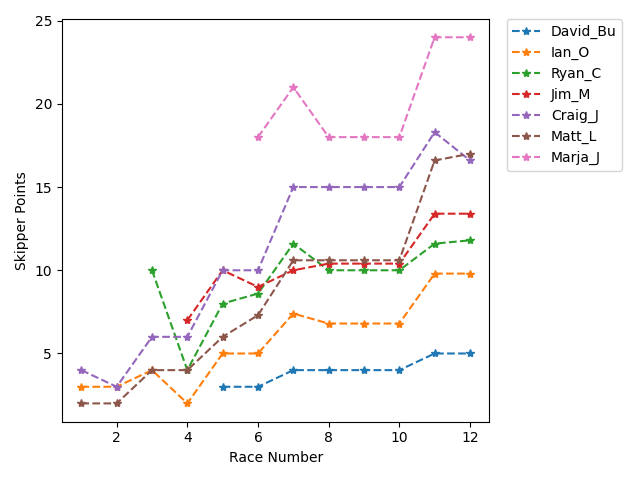 25
20
15
10
5
Skipper Points
2 4 6 8 10 12
Race Number
David_Bu
Ian_O
Ryan_C
Jim_M
Craig_J
Matt_L
Marja_J